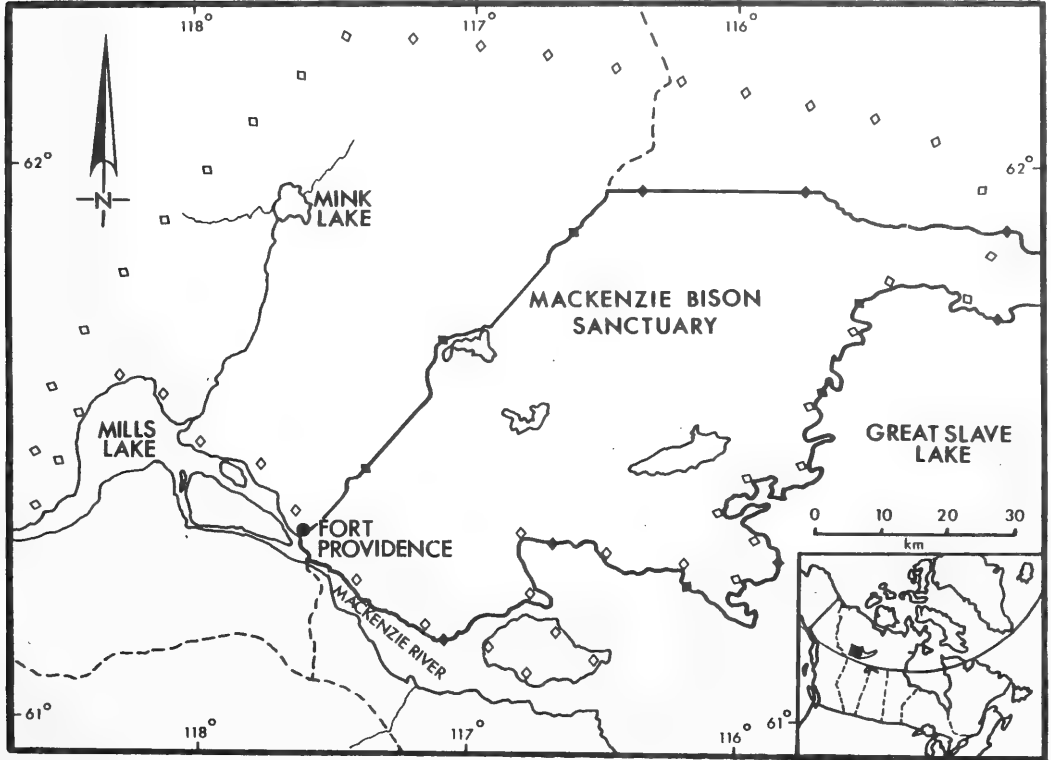 118°
117°
116°
62°
62°
N
MINK
LAKE
MACKENZIE BISON
SANCTUARY
MILLS
LAKE
GREAT SLAVE
LAKE
0 10 20 30
km
FORT
PROVIDENCE
MACKENZIE RIVER
61°
61°
118°
117°
116°